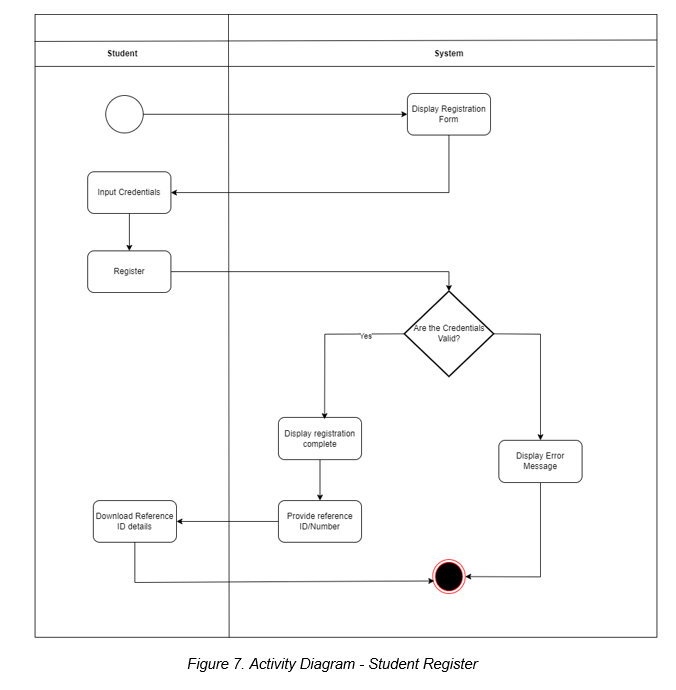 Student
System
Display Registration
Form
Input Credentials
Register
Are the Credentials
Valid?
Yes
Display registration
complete
Display Error
Message
Download Reference
ID details
Provide reference
ID/Number
Figure 7. Activity Diagram - Student Register